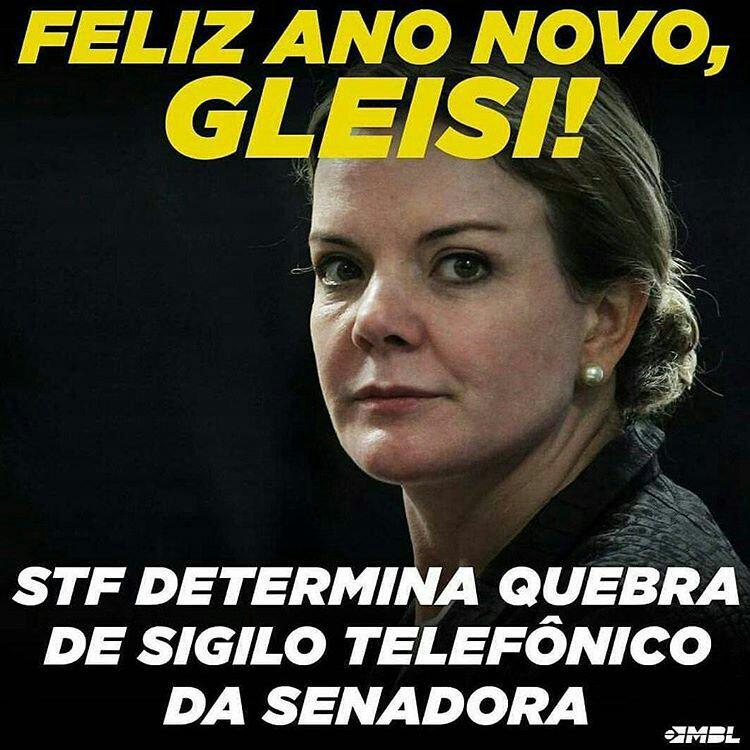 FELIZ ANO NOVO,
GLEISI!
STF DETERMINA QUEBRA
DE SIGILO TELEFÔNICO
DA SENADORA
MBL